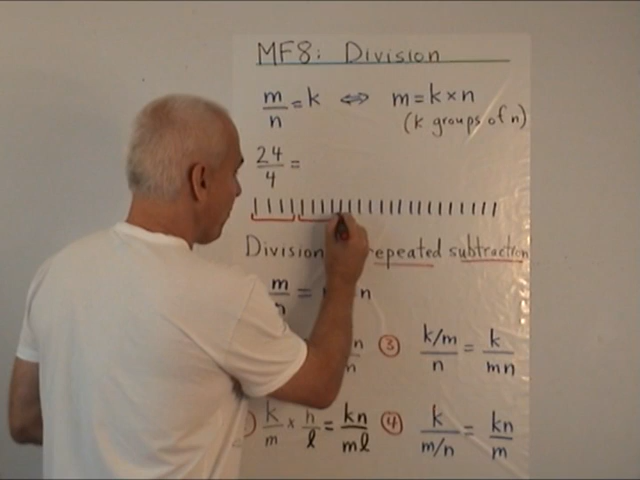 MF8: Division
m/n = k ⇔ m = k × n
(k groups of n)
24/4 =
Division repeated subtraction
m/n = n
n/n ③ k/m / n = k/mn
k/m × n/l = kn/ml ④ k / m/n = kn/m